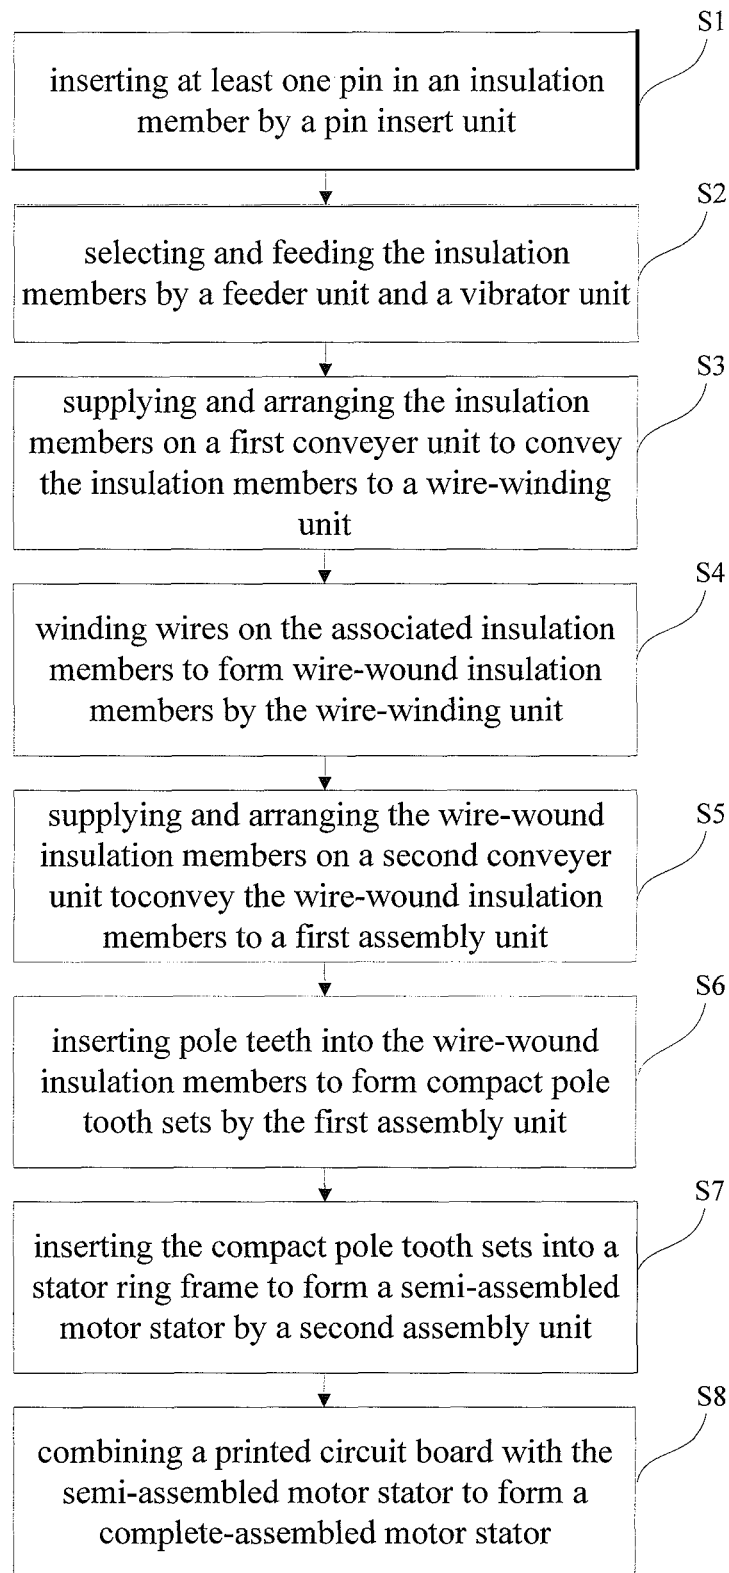 S1
inserting at least one pin in an insulation
member by a pin insert unit
S2
selecting and feeding the insulation
members by a feeder unit and a vibrator unit
S3
supplying and arranging the insulation
members on a first conveyer unit to convey
the insulation members to a wire-winding
unit
S4
winding wires on the associated insulation
members to form wire-wound insulation
members by the wire-winding unit
S5
supplying and arranging the wire-wound
insulation members on a second conveyer
unit toconvey the wire-wound insulation
members to a first assembly unit
S6
inserting pole teeth into the wire-wound
insulation members to form compact pole
tooth sets by the first assembly unit
S7
inserting the compact pole tooth sets into a
stator ring frame to form a semi-assembled
motor stator by a second assembly unit
S8
combining a printed circuit board with the
semi-assembled motor stator to form a
complete-assembled motor stator